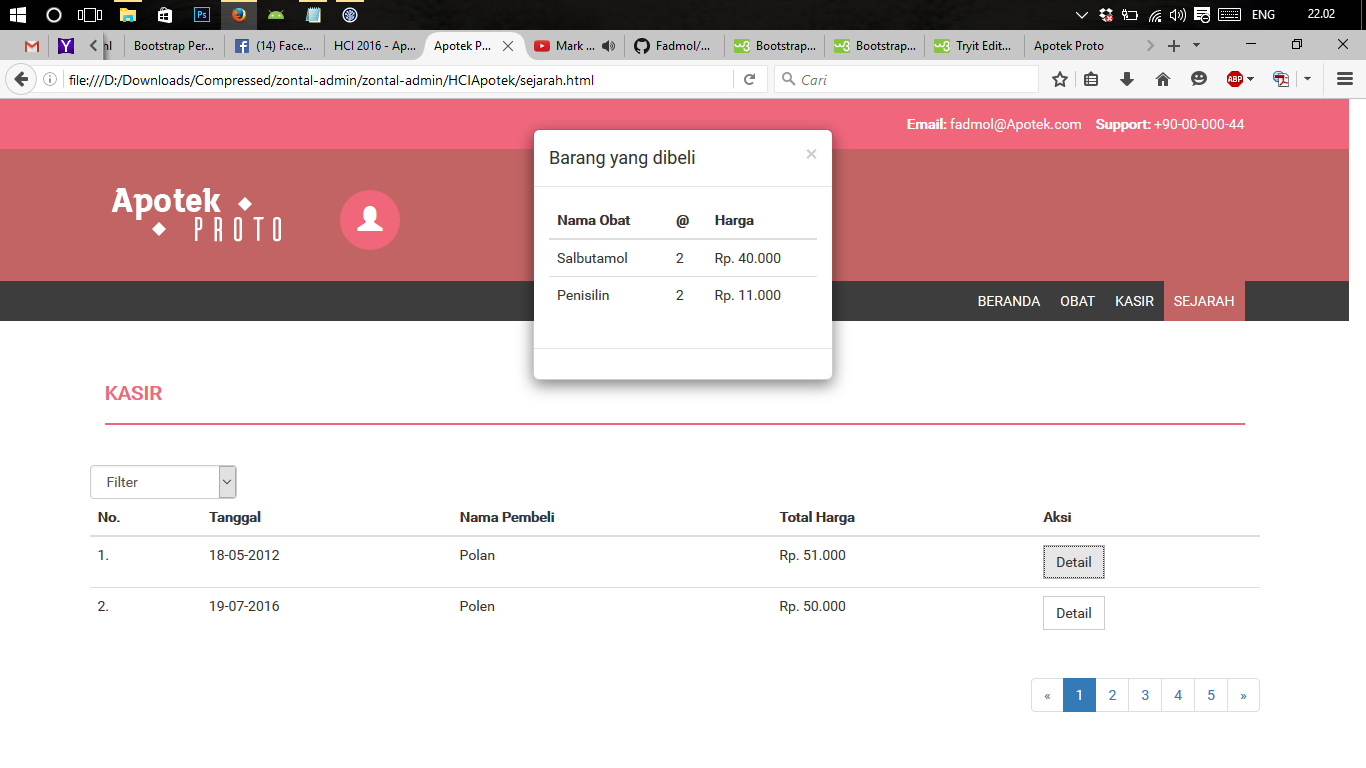 ENG
22.02
hl
Bootstrap Per...
(14) Face...
HCI 2016 - Ap...
Apotek P...
Mark ...
Fadmol/...
Bootstrap...
Bootstrap...
Tryit Edit...
Apotek Proto
file:///D:/Downloads/Compressed/zontal-admin/zontal-admin/HCIApotek/sejarah.html
Cari
ABP
Email: fadmol@Apotek.com Support: +90-00-000-44
Apotek
PROTO
BERANDA OBAT KASIR SEJARAH
Barang yang dibeli ×
Nama Obat @ Harga
Salbutamol 2 Rp. 40.000
Penisilin 2 Rp. 11.000
KASIR
Filter
No. Tanggal Nama Pembeli Total Harga Aksi
1. 18-05-2012 Polan Rp. 51.000 Detail
2. 19-07-2016 Polen Rp. 50.000 Detail
« 1 2 3 4 5 »